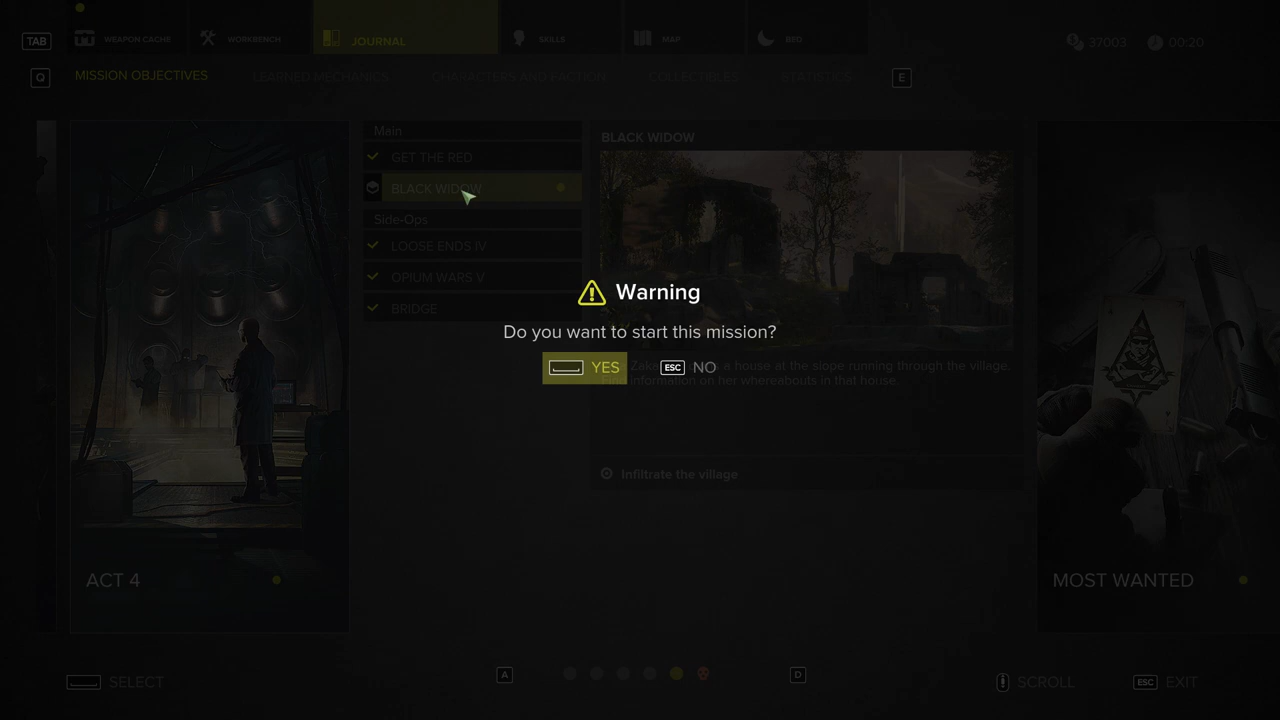 TAB
WEAPON CACHE
WORKBENCH
JOURNAL
SKILLS
MAP
BED
37003
00:20
Q
MISSION OBJECTIVES
LEARNED MECHANICS
CHARACTERS AND FACTION
COLLECTIBLES
STATISTICS
E
Main
GET THE RED
BLACK WIDOW
Side-Ops
LOOSE ENDS IV
OPIUM WARS V
BRIDGE
BLACK WIDOW
Warning
Do you want to start this mission?
YES
ESC NO
a house at the slope running through the village.
information on her whereabouts in that house.
Infiltrate the village
ACT 4
MOST WANTED
SELECT
A
D
SCROLL
ESC EXIT